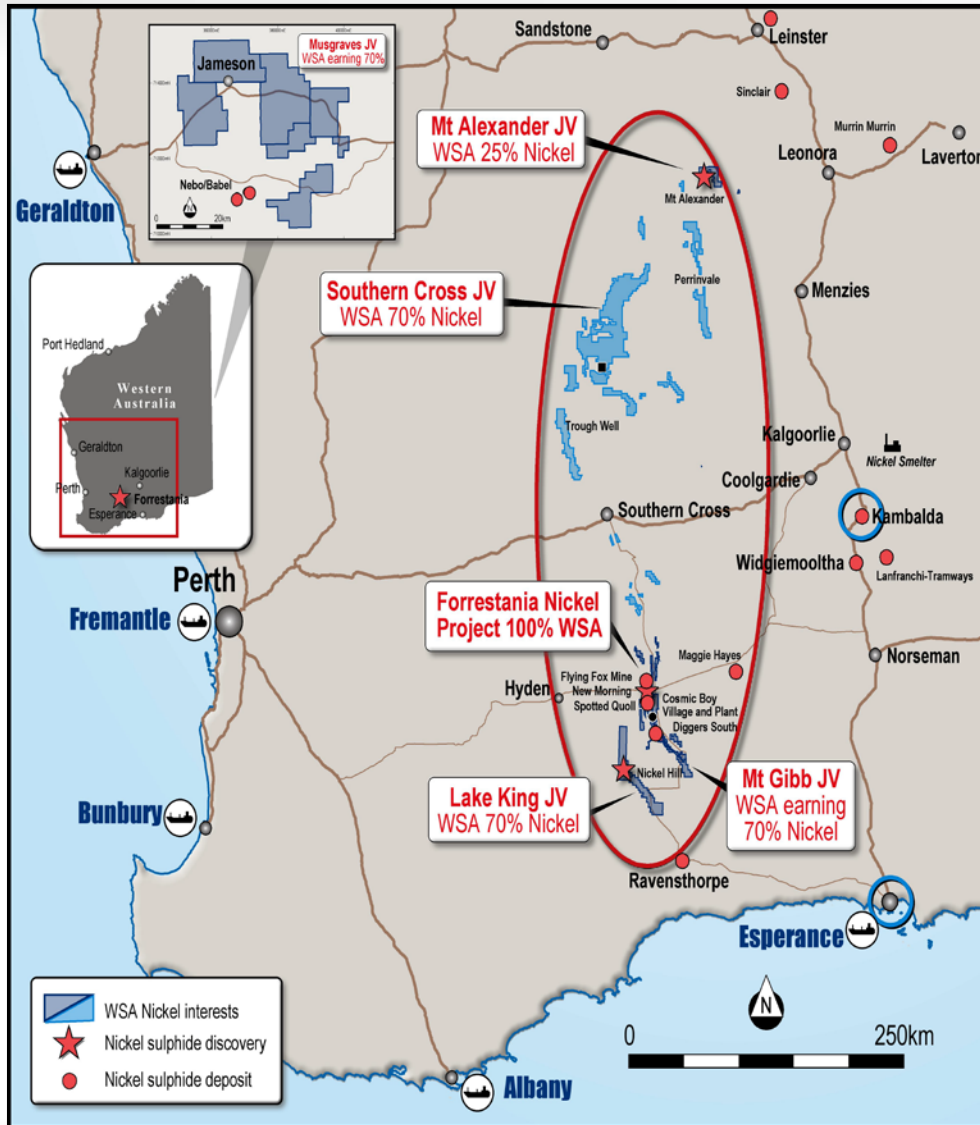 Musgraves JV
WSA earning 70%
Jameson
Nebo/Babel
N
0
20km
Sandstone
Leinster
Sinclair
Murrin Murrin
Laverton
Leonora
Mt Alexander JV
WSA 25% Nickel
Mt Alexander
Geraldton
Perrinvale
Menzies
Southern Cross JV
WSA 70% Nickel
Port Hedland
Western
Australia
Geraldton
Kalgoorlie
Perth
Forrestania
Esperance
Trough Well
Kalgoorlie
Nickel Smelter
Coolgardie
Southern Cross
Kambalda
Widgiemooltha
Lanfranchi-Tramways
Perth
Fremantle
Forrestania Nickel
Project 100% WSA
Maggie Hayes
Norseman
Hyden
Flying Fox Mine
New Morning
Spotted Quoll
Cosmic Boy
Village and Plant
Diggers South
Nickel Hill
Mt Gibb JV
WSA earning
70% Nickel
Lake King JV
WSA 70% Nickel
Bunbury
Ravensthorpe
Esperance
WSA Nickel interests
Nickel sulphide discovery
Nickel sulphide deposit
N
0
250km
Albany